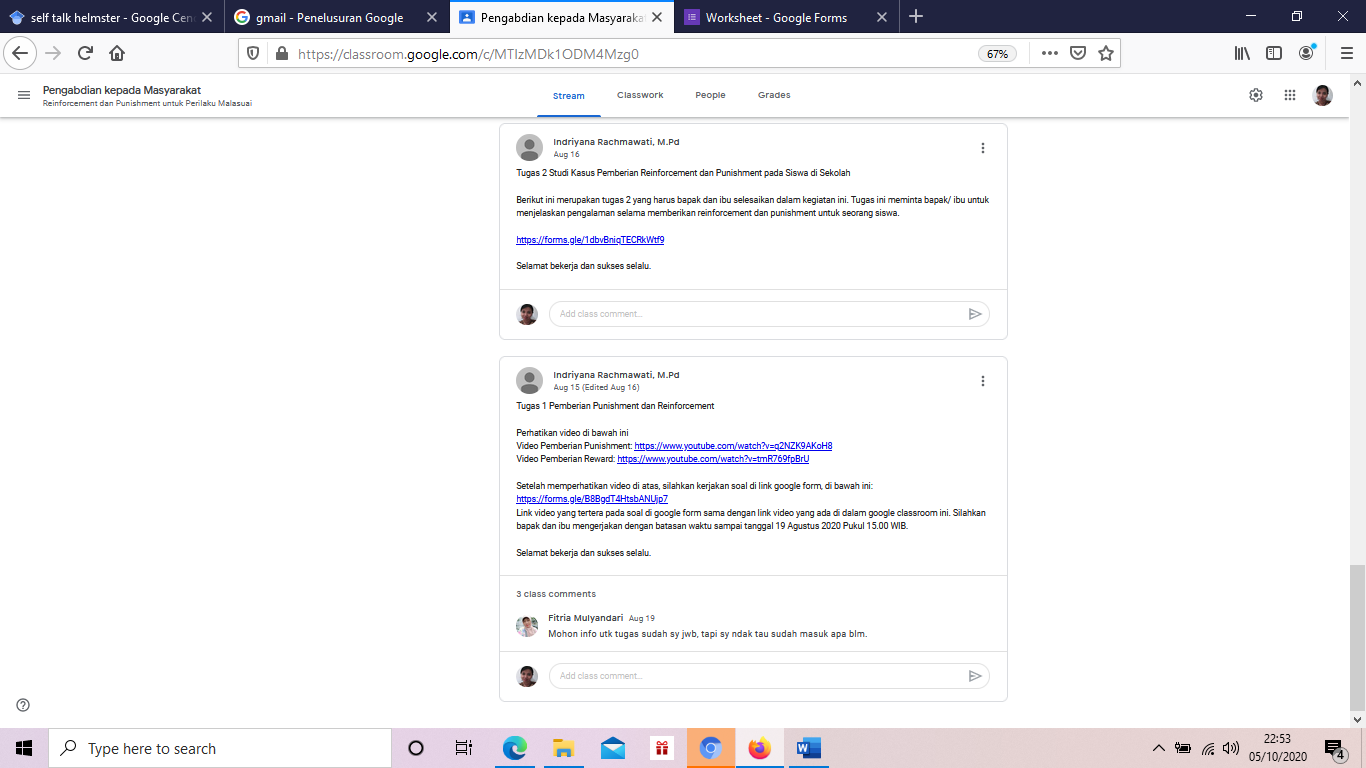 self talk helmster - Google Cen
gmail - Penelusuran Google
Pengabdian kepada Masyarakat
Worksheet - Google Forms
https://classroom.google.com/c/MTIzMDk1ODM4Mzg0
67%
Pengabdian kepada Masyarakat
Reinforcement dan Punishment untuk Perilaku Malasuai
Stream
Classwork
People
Grades
Indriyana Rachmawati, M.Pd
Aug 16
Tugas 2 Studi Kasus Pemberian Reinforcement dan Punishment pada Siswa di Sekolah
Berikut ini merupakan tugas 2 yang harus bapak dan ibu selesaikan dalam kegiatan ini. Tugas ini meminta bapak/ ibu untuk
menjelaskan pengalaman selama memberikan reinforcement dan punishment untuk seorang siswa.
https://forms.gle/1dbvBniqTECRkWtf9
Selamat bekerja dan sukses selalu.
Add class comment...
Indriyana Rachmawati, M.Pd
Aug 15 (Edited Aug 16)
Tugas 1 Pemberian Punishment dan Reinforcement
Perhatikan video di bawah ini
Video Pemberian Punishment: https://www.youtube.com/watch?v=q2NZK9AKoH8
Video Pemberian Reward: https://www.youtube.com/watch?v=tmR769fpBrU
Setelah memperhatikan video di atas, silahkan kerjakan soal di link google form, di bawah ini:
https://forms.gle/B8BgdT4HtsbANUjp7
Link video yang tertera pada soal di google form sama dengan link video yang ada di dalam google classroom ini. Silahkan
bapak dan ibu mengerjakan dengan batasan waktu sampai tanggal 19 Agustus 2020 Pukul 15.00 WIB.
Selamat bekerja dan sukses selalu.
3 class comments
Fitria Mulyandari Aug 19
Mohon info utk tugas sudah sy jwb, tapi sy ndak tau sudah masuk apa blm.
Add class comment...
Type here to search
22:53
05/10/2020
4